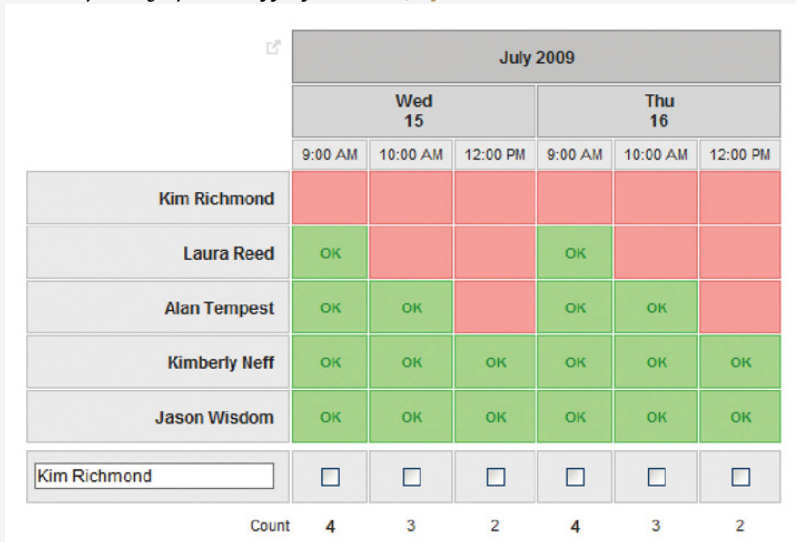 July 2009
Wed Thu
15 16
9:00 AM 10:00 AM 12:00 PM 9:00 AM 10:00 AM 12:00 PM
Kim Richmond
Laura Reed OK OK
Alan Tempest OK OK OK OK
Kimberly Neff OK OK OK OK OK OK
Jason Wisdom OK OK OK OK OK OK
Kim Richmond
Count 4 3 2 4 3 2